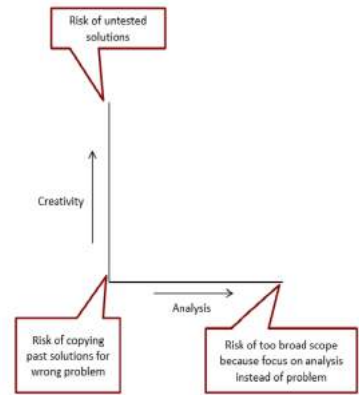 Risk of untested
solutions
Creativity
Analysis
Risk of copying
past solutions for
wrong problem
Risk of too broad scope
because focus on analysis
instead of problem